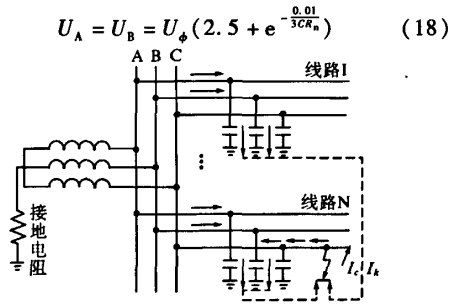 U_A = U_B = U_ϕ(2.5 + e^{-\frac{0.01}{3CR_n}}) (18)
A B C
线路I
线路N
接地电阻
I_c I_k